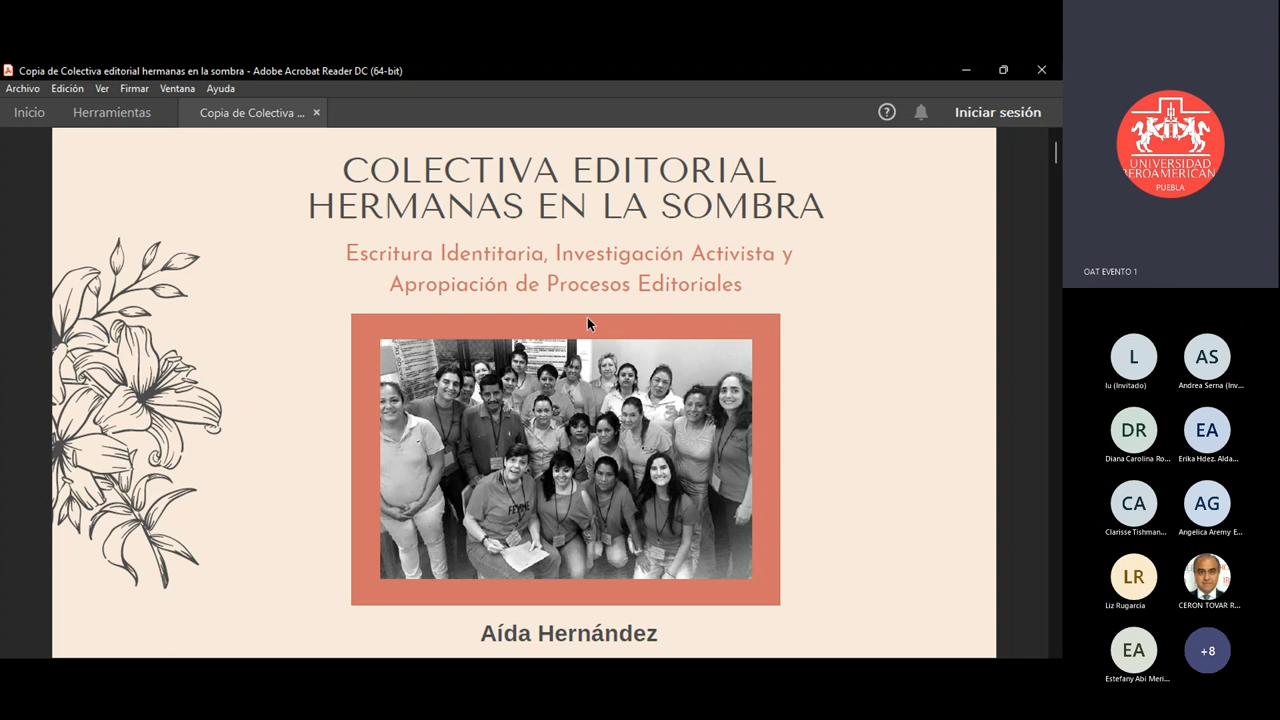 Copia de Colectiva editorial hermanas en la sombra - Adobe Acrobat Reader DC (64-bit)
Archivo Edición Ver Firmar Ventana Ayuda
Inicio Herramientas Copia de Colectiva ... × ? Iniciar sesión
COLECTIVA EDITORIAL
HERMANAS EN LA SOMBRA
Escritura Identitaria, Investigación Activista y
Apropiación de Procesos Editoriales
FEMME
Aída Hernández
UNIVERSIDAD
IBEROAMERICANA
PUEBLA
OAT EVENTO 1
L AS
lu (Invitado) Andrea Serna (Inv...
DR EA
Diana Carolina Ro... Erika Hdez. Alda...
CA AG
Clarisse Tishman... Angelica Aremy E...
LR
Liz Rugarcia CERON TOVAR R...
EA +8
Estefany Abi Meri...